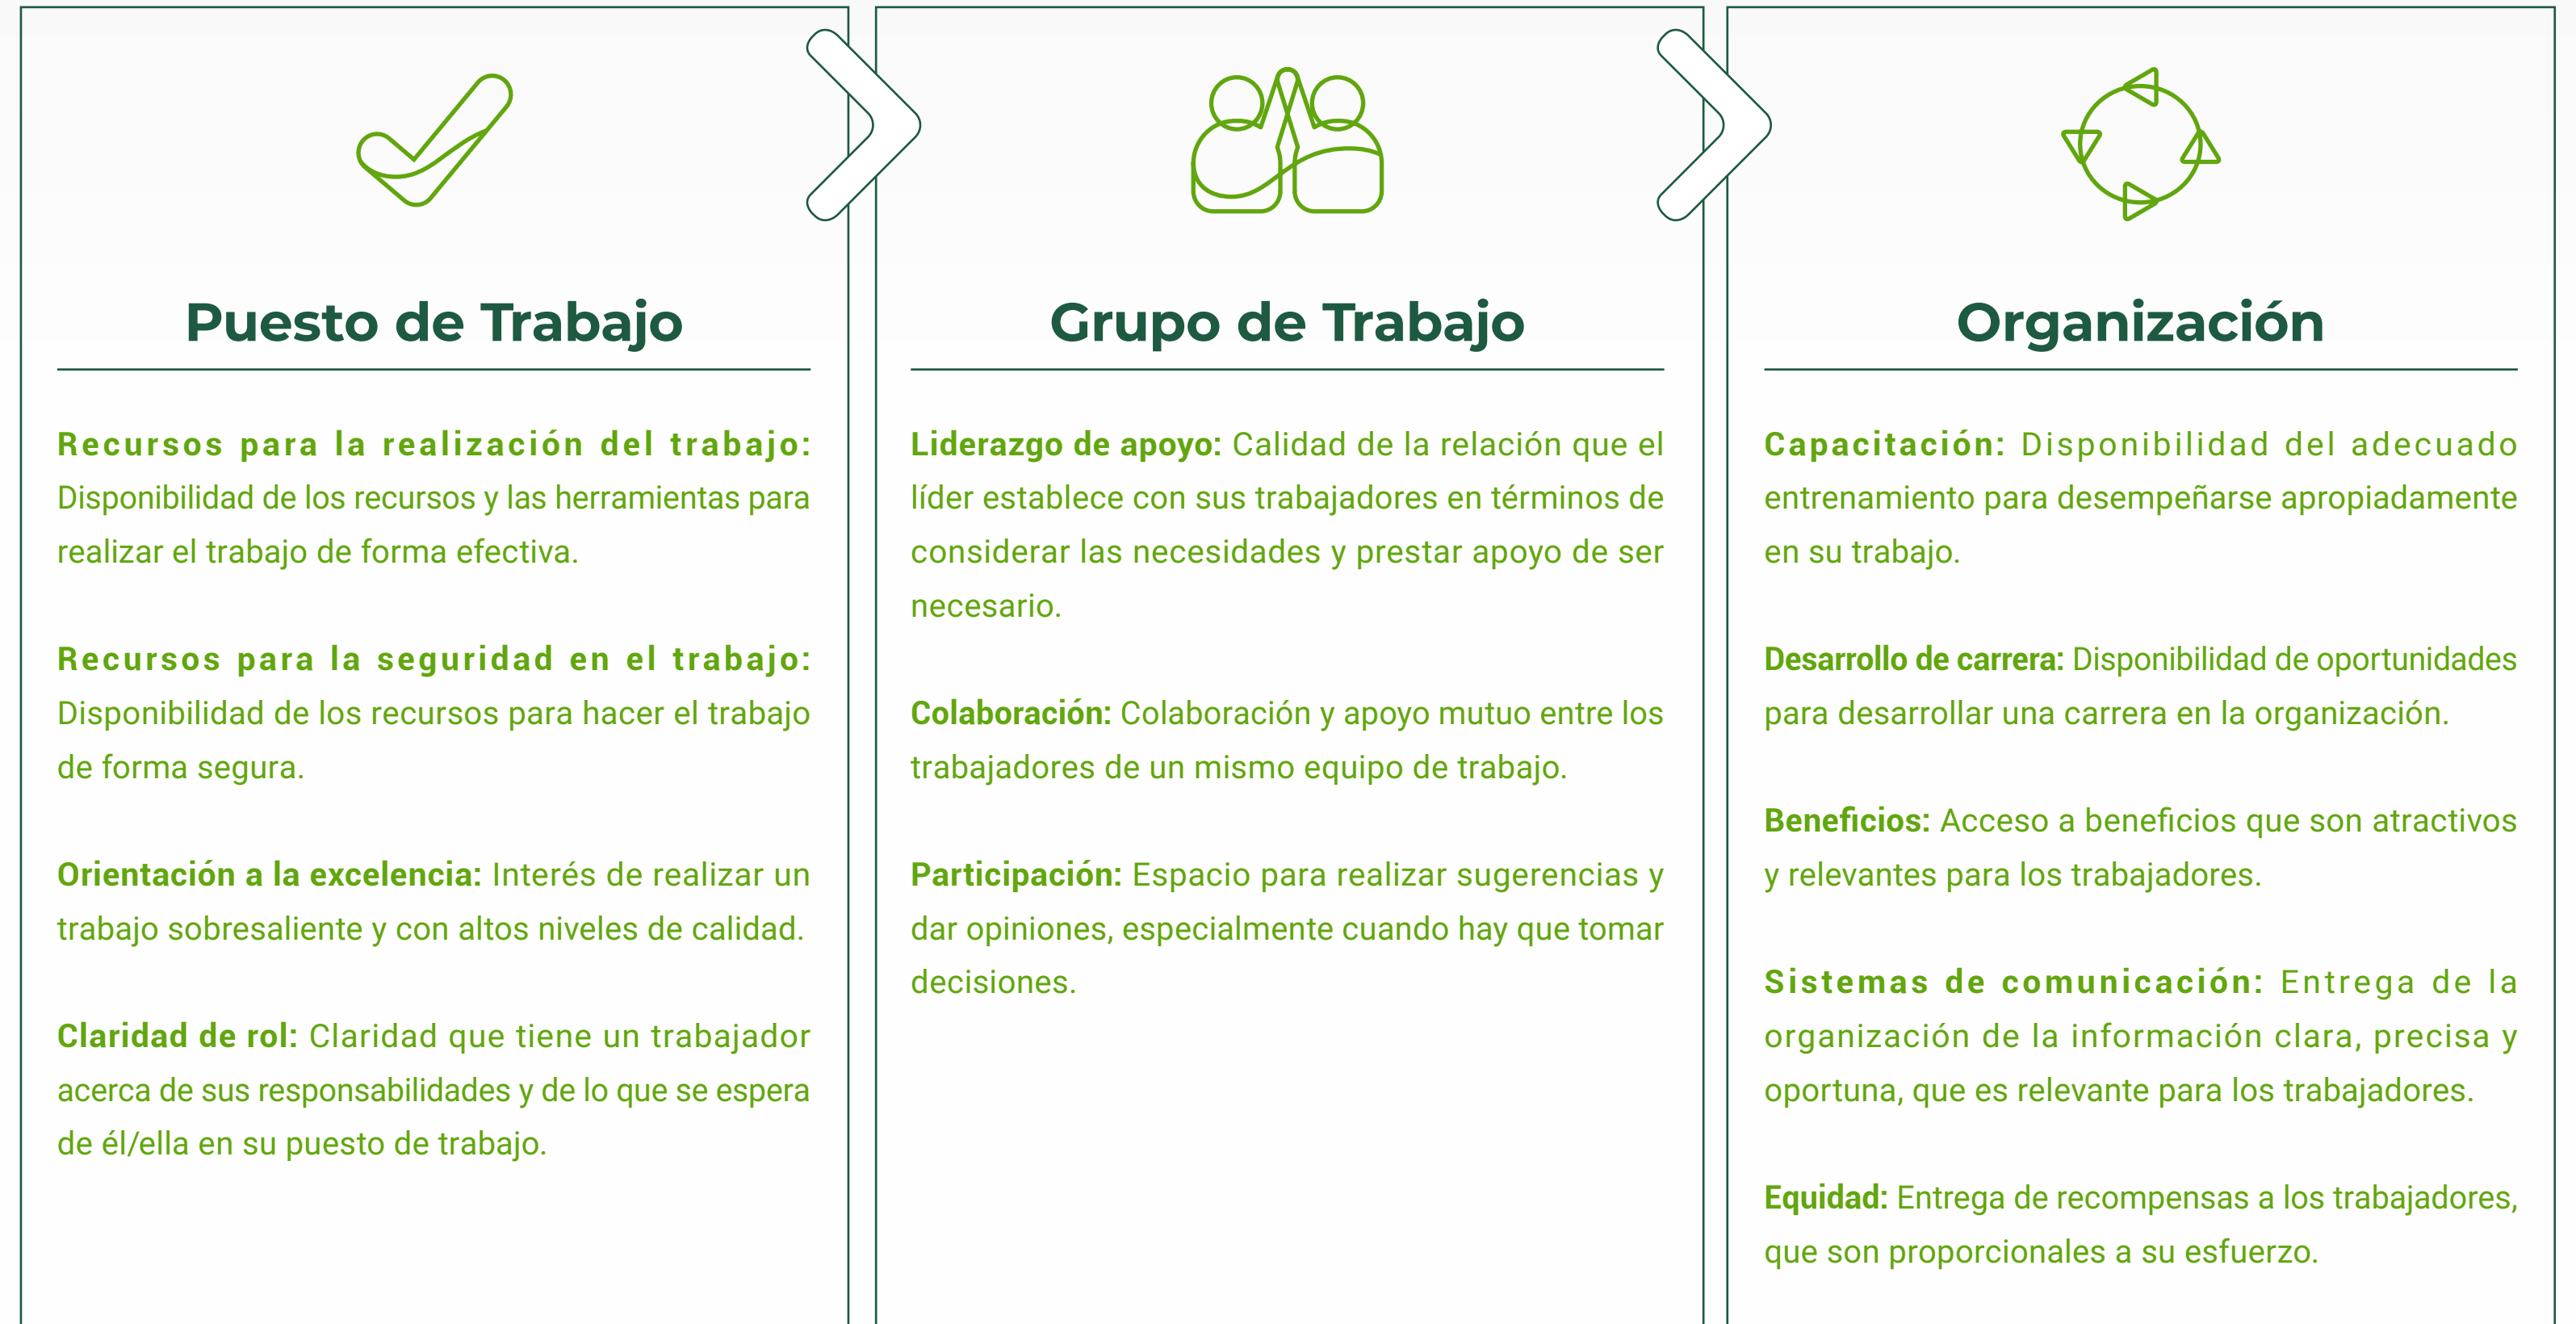 Puesto de Trabajo
Recursos para la realización del trabajo:
Disponibilidad de los recursos y las herramientas para
realizar el trabajo de forma efectiva.
Recursos para la seguridad en el trabajo:
Disponibilidad de los recursos para hacer el trabajo
de forma segura.
Orientación a la excelencia: Interés de realizar un
trabajo sobresaliente y con altos niveles de calidad.
Claridad de rol: Claridad que tiene un trabajador
acerca de sus responsabilidades y de lo que se espera
de él/ella en su puesto de trabajo.
Grupo de Trabajo
Liderazgo de apoyo: Calidad de la relación que el
líder establece con sus trabajadores en términos de
considerar las necesidades y prestar apoyo de ser
necesario.
Colaboración: Colaboración y apoyo mutuo entre los
trabajadores de un mismo equipo de trabajo.
Participación: Espacio para realizar sugerencias y
dar opiniones, especialmente cuando hay que tomar
decisiones.
Organización
Capacitación: Disponibilidad del adecuado
entrenamiento para desempeñarse apropiadamente
en su trabajo.
Desarrollo de carrera: Disponibilidad de oportunidades
para desarrollar una carrera en la organización.
Beneficios: Acceso a beneficios que son atractivos
y relevantes para los trabajadores.
Sistemas de comunicación: Entrega de la
organización de la información clara, precisa y
oportuna, que es relevante para los trabajadores.
Equidad: Entrega de recompensas a los trabajadores,
que son proporcionales a su esfuerzo.